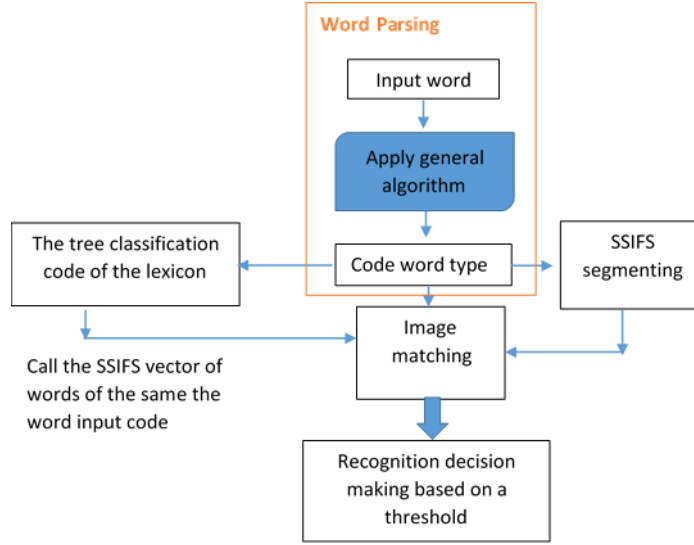 Word Parsing
Input word
Apply general
algorithm
The tree classification
code of the lexicon
Code word type
SSIFS
segmenting
Image
matching
Call the SSIFS vector of
words of the same the
word input code
Recognition decision
making based on a
threshold